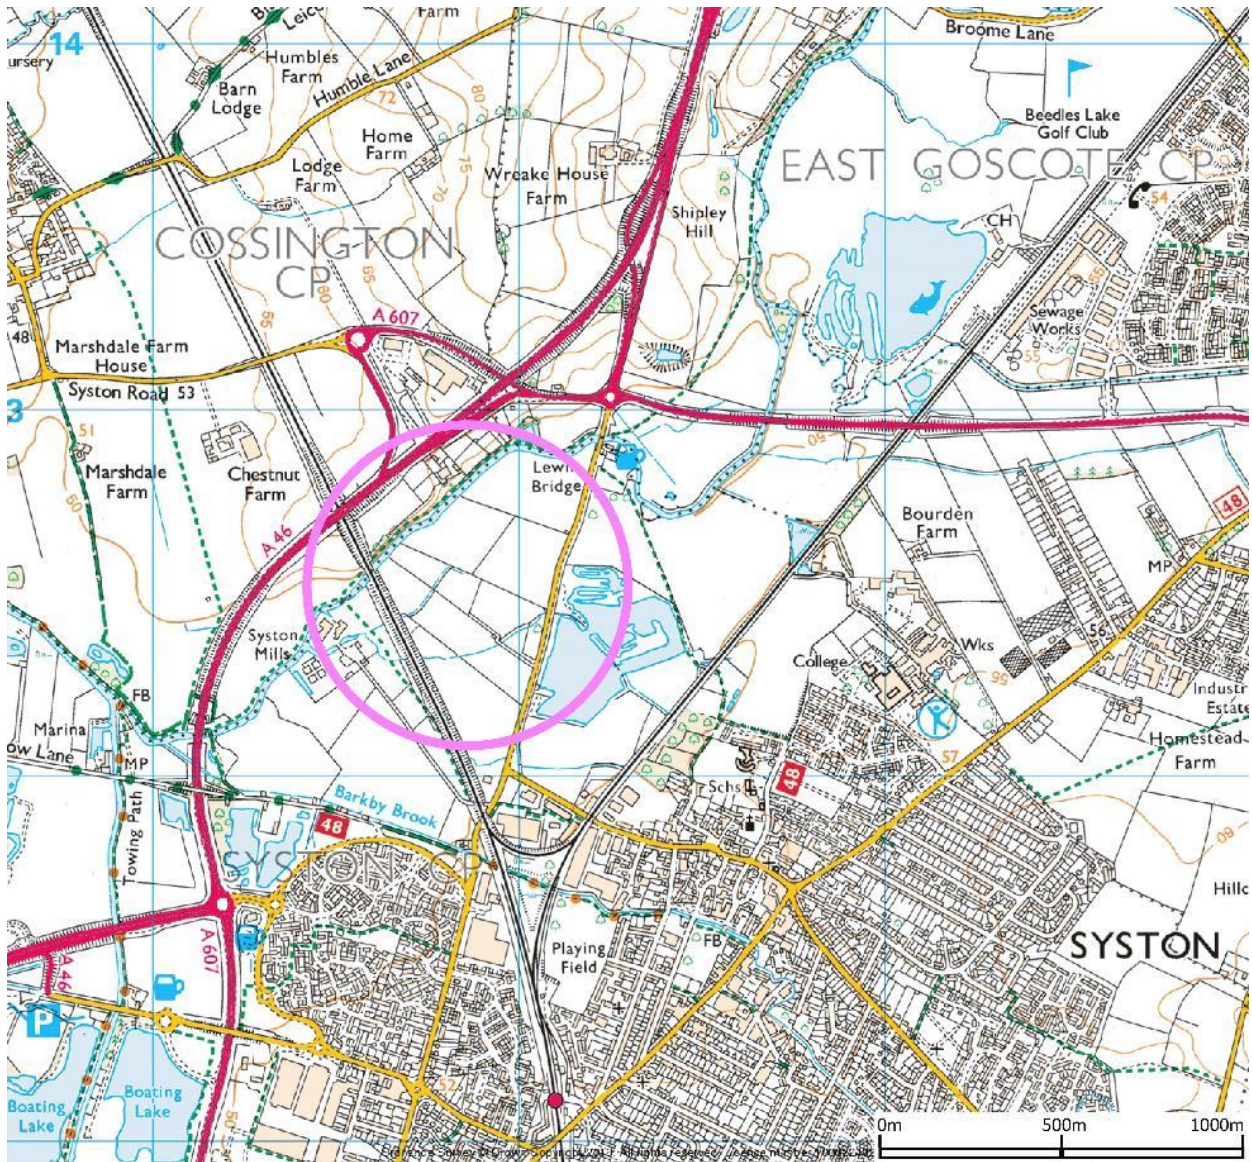 14
ursery
Humbles
Farm
Barn
Lodge
Humble Lane
72
Farm
80
75
70
Home
Farm
Lodge
Farm
Wreake House
Farm
Shipley
Hill
Broome Lane
Beedles Lake
Golf Club
EAST GOSCOTE CP
54
CH
COSSINGTON
CP
65
60
55
A 607
48
Marshdale Farm
House
Syston Road 53
3
51
Marshdale
Farm
50
Chestnut
Farm
A 46
Sewage
Works
55
55
50
Bourden
Farm
48
MP
56
Wks
55
College
Industr
Estate
Homestead
Farm
57
Syston
Mills
FB
Marina
ow Lane
MP
Towing Path
Barkby Brook
48
SYSTON CP
Schs
48
60
Hillc
SYSTON
FB
Playing
Field
A 607
A 46
P
Boating
Lake
Boating
Lake
50
52
0m
500m
1000m